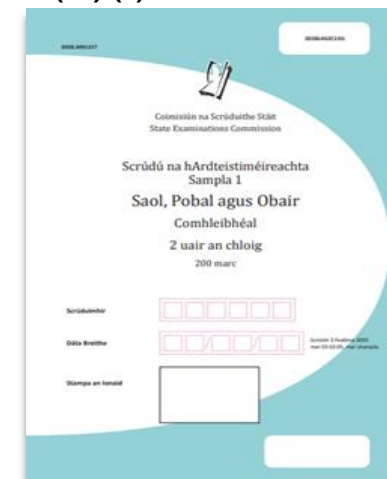 Coimisiún na Scrúduithe Stáit
State Examinations Commission
Scrúdú na hArdteistiméireachta
Sampla 1
Saol, Pobal agus Obair
Comhleibhéal
2 uair an chloig
200 marc
Scrúduimhir
Dáta Breithe
Stampa an Ionaid